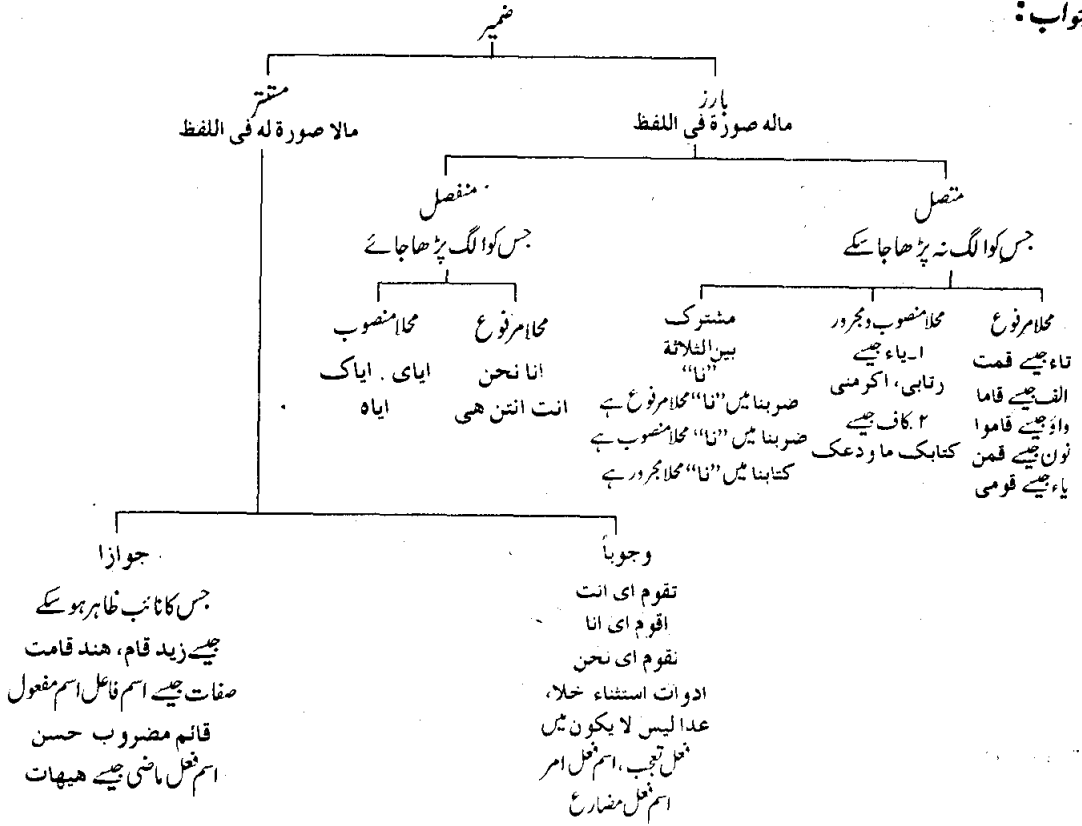 جواب:
ضمیر
بارز
ماله صورة فی اللفظ
مستتر
مالا صورة له فی اللفظ
متصل
جس کو الگ نہ پڑھا جا سکے
منفصل
جس کو الگ پڑھا جائے
محلا مرفوع
تاء جیسے قمت
الف جیسے قاما
واؤ جیسے قاموا
نون جیسے قمن
یاء جیسے قومی
محلا منصوب و مجرور
۱۔ یاء جیسے
رتابی، اکرمنی
۲. کاف جیسے
کتابک ما ودعک
مشترک
بین الثلاثة
"نا"
ضربنا میں "نا" محلا مرفوع ہے
ضربنا میں "نا" محلا منصوب ہے
کتابنا میں "نا" محلا مجرور ہے
محلا مرفوع
انا نحن
انت انتن هی
محلا منصوب
ایای . ایاک
ایاه
وجوباً
تقوم ای انت
اقوم ای انا
نقوم ای نحن
ادوات استثناء خلا،
عدا لیس لا یکون میں
فعل تعجب، اسم فعل امر
اسم فعل مضارع
جوازا
جس کا نائب ظاہر ہو سکے
جیسے زید قام، هند قامت
صفات جیسے اسم فاعل اسم مفعول
قائم مضروب حسن
اسم فعل ماضی جیسے هیهات